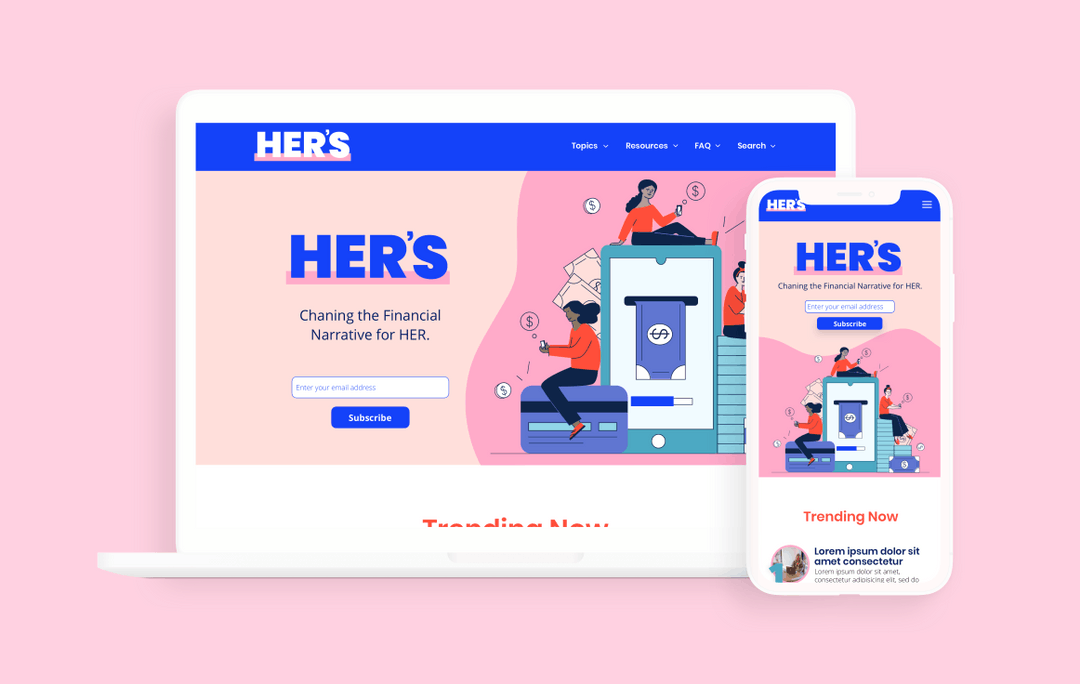 HER'S
Topics
Resources
FAQ
Search
HER'S
Chaning the Financial
Narrative for HER.
Enter your email address
Subscribe
Trending Now
HER'S
HER'S
Chaning the Financial Narrative for HER.
Enter your email address
Subscribe
Trending Now
Lorem ipsum dolor sit
amet consectetur
Lorem ipsum dolor sit amet,
consectetur adipisicing elit, sed do